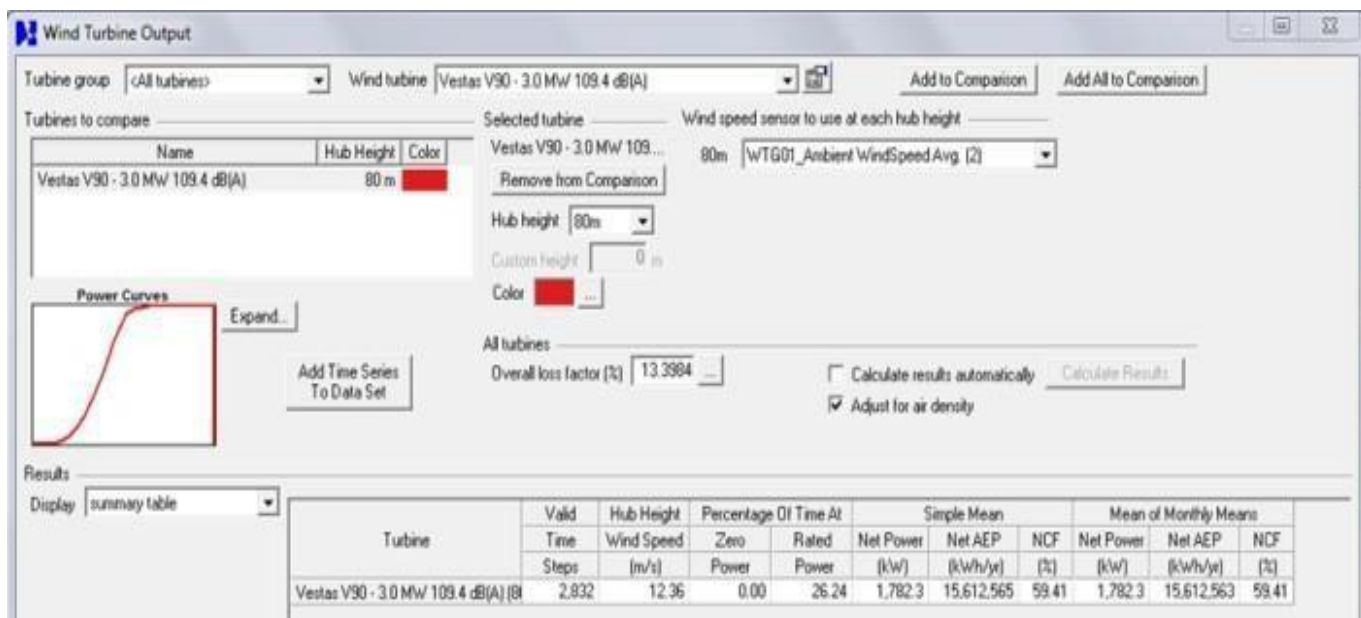 Wind Turbine Output
Turbine group <All turbines> Wind turbine Vestas V90 - 3.0 MW 109.4 dB(A) Add to Comparison Add All to Comparison
Turbines to compare Selected turbine Wind speed sensor to use at each hub height
Name Hub Height Color Vestas V90 - 3.0 MW 109.... 80m WTG01_Ambient WindSpeed Avg. (2)
Vestas V90 - 3.0 MW 109.4 dB(A) 80 m Remove from Comparison
Hub height 80m
Custom height 0 m
Power Curves Color ...
Expand...
All turbines
Add Time Series Overall loss factor (%) 13.3984 ... Calculate results automatically Calculate Results
To Data Set Adjust for air density
Results
Display summary table
Valid Hub Height Percentage Of Time At Simple Mean Mean of Monthly Means
Turbine Time Wind Speed Zero Rated Net Power Net AEP NCF Net Power Net AEP NCF
Steps (m/s) Power Power (kW) (kWh/yr) (%) (kW) (kWh/yr) (%)
Vestas V90 - 3.0 MW 109.4 dB(A) (8 2,832 12.36 0.00 26.24 1,782.3 15,612,565 59.41 1,782.3 15,612,563 59.41